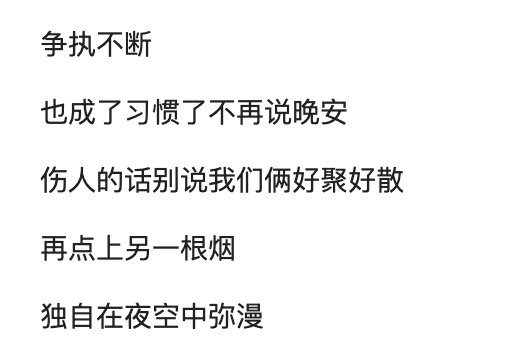 争执不断
也成了习惯了不再说晚安
伤人的话别说我们俩好聚好散
再点上另一根烟
独自在夜空中弥漫